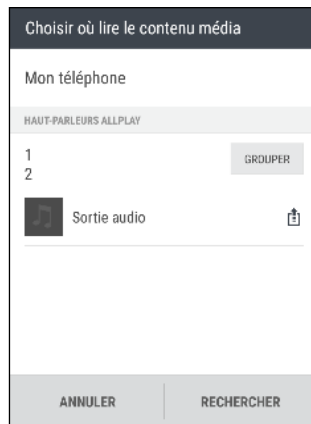 Choisir où lire le contenu média
Mon téléphone
HAUT-PARLEURS ALLPLAY
1
GROUPER
2
Sortie audio
ANNULER
RECHERCHER